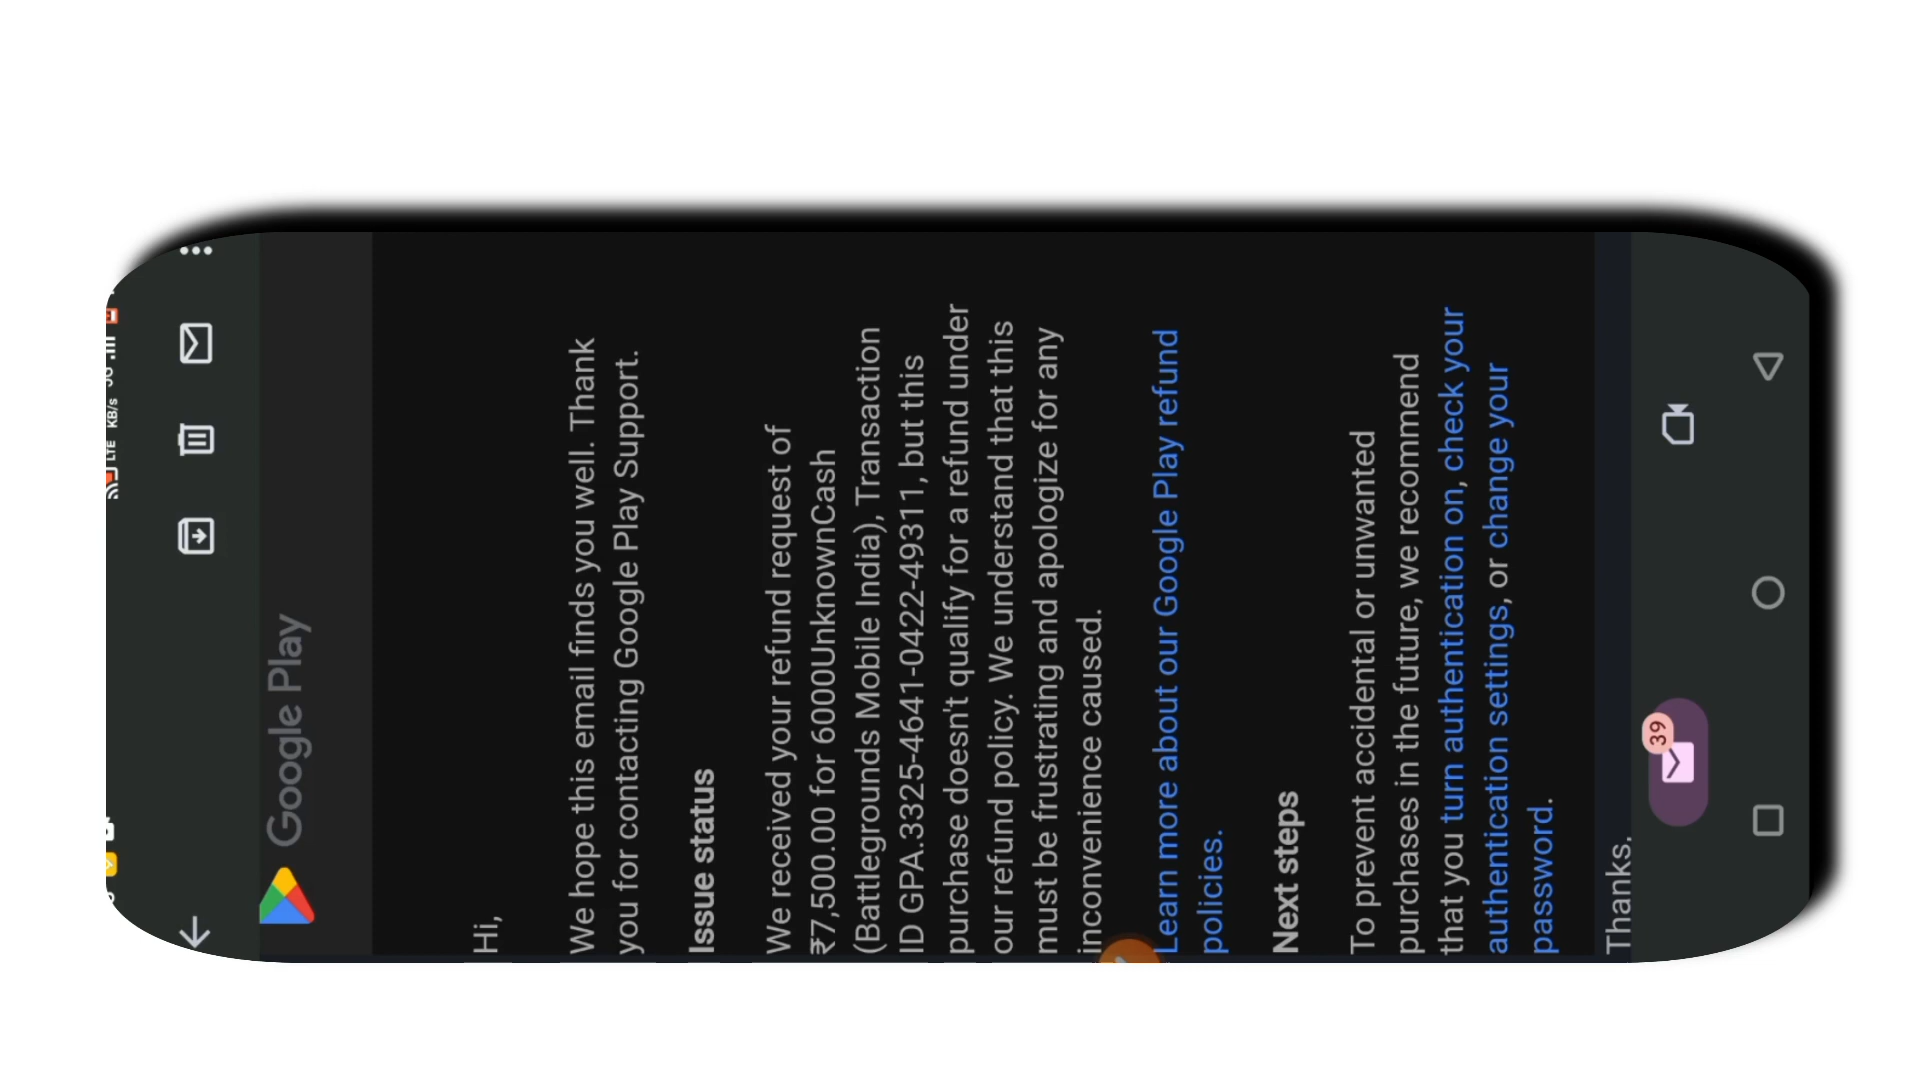 LTE KB/s
Google Play
Hi,
We hope this email finds you well. Thank
you for contacting Google Play Support.
Issue status
We received your refund request of
₹7,500.00 for 6000UnknownCash
(Battlegrounds Mobile India), Transaction
ID GPA.3325-4641-0422-49311, but this
purchase doesn't qualify for a refund under
our refund policy. We understand that this
must be frustrating and apologize for any
inconvenience caused.
Learn more about our Google Play refund
policies.
Next steps
To prevent accidental or unwanted
purchases in the future, we recommend
that you turn authentication on, check your
authentication settings, or change your
password.
Thanks,
39